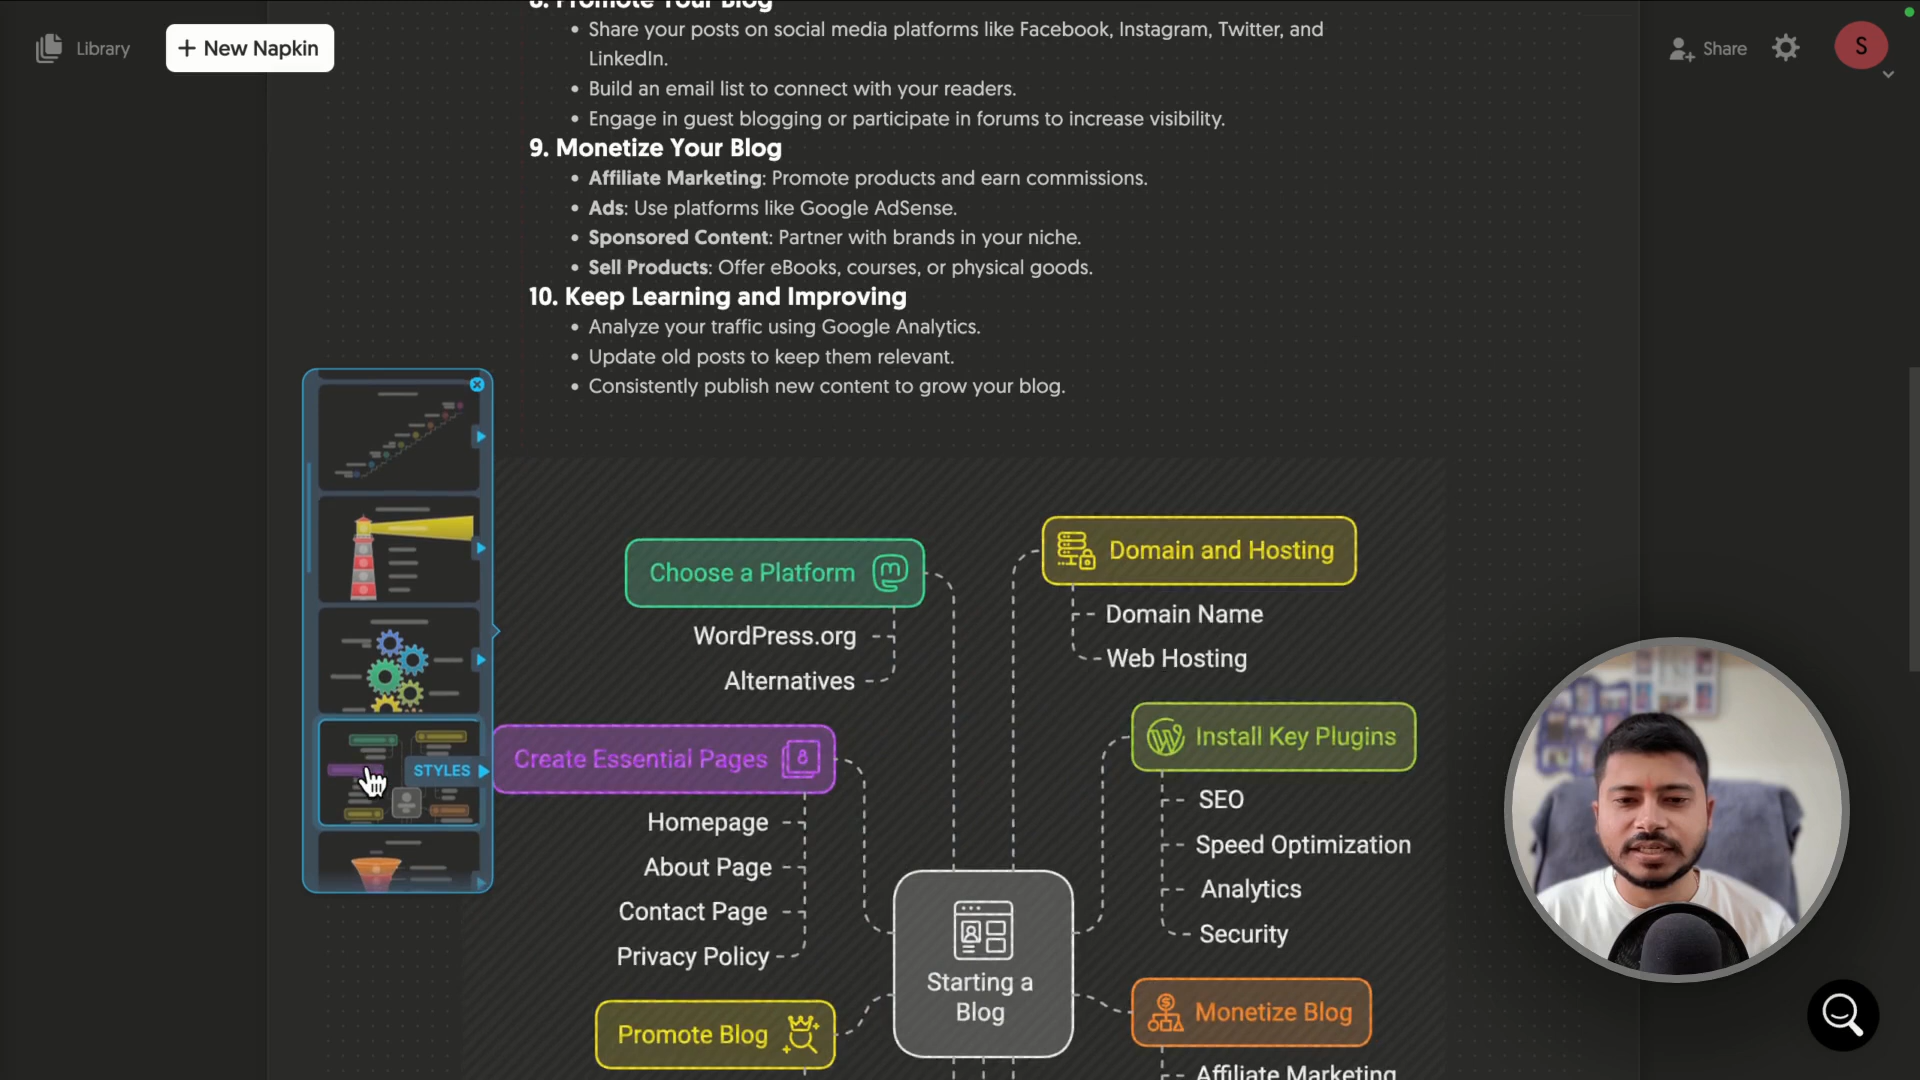 Library
+ New Napkin
Share
S
8. Promote Your Blog
• Share your posts on social media platforms like Facebook, Instagram, Twitter, and
LinkedIn.
• Build an email list to connect with your readers.
• Engage in guest blogging or participate in forums to increase visibility.
9. Monetize Your Blog
• Affiliate Marketing: Promote products and earn commissions.
• Ads: Use platforms like Google AdSense.
• Sponsored Content: Partner with brands in your niche.
• Sell Products: Offer eBooks, courses, or physical goods.
10. Keep Learning and Improving
• Analyze your traffic using Google Analytics.
• Update old posts to keep them relevant.
• Consistently publish new content to grow your blog.
STYLES
Choose a Platform
WordPress.org
Alternatives
Domain and Hosting
Domain Name
Web Hosting
Create Essential Pages
8
Homepage
About Page
Contact Page
Privacy Policy
Install Key Plugins
SEO
Speed Optimization
Analytics
Security
Starting a
Blog
Promote Blog
Monetize Blog
Affiliate Marketing